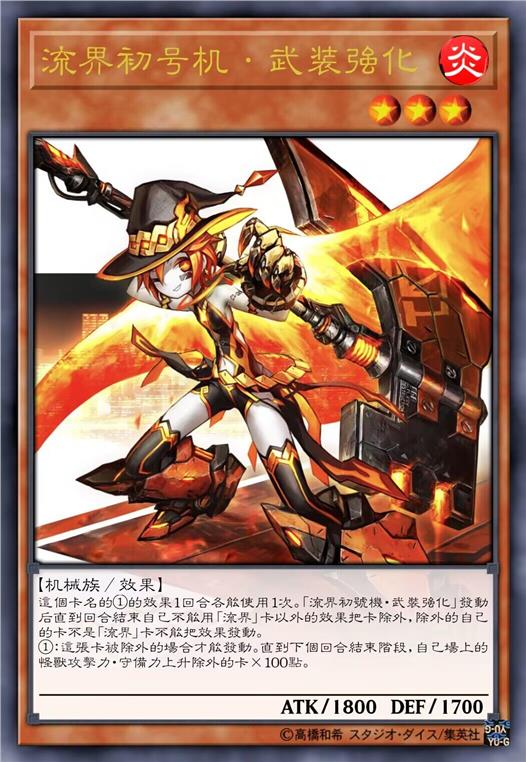 流界初号机・武装強化
炎
【机械族／效果】
這個卡名的①的效果1回合各能使用1次。「流界初號機・武裝強化」發動
后直到回合結束自己不能用「流界」卡以外的效果把卡除外，除外的自己
的卡不是「流界」卡不能把效果發動。
①：這張卡被除外的場合才能發動。直到下個回合結束階段，自己場上的
怪獸攻擊力・守備力上升除外的卡×100點。
ATK/1800 DEF/1700
©高橋和希 スタジオ・ダイス/集英社